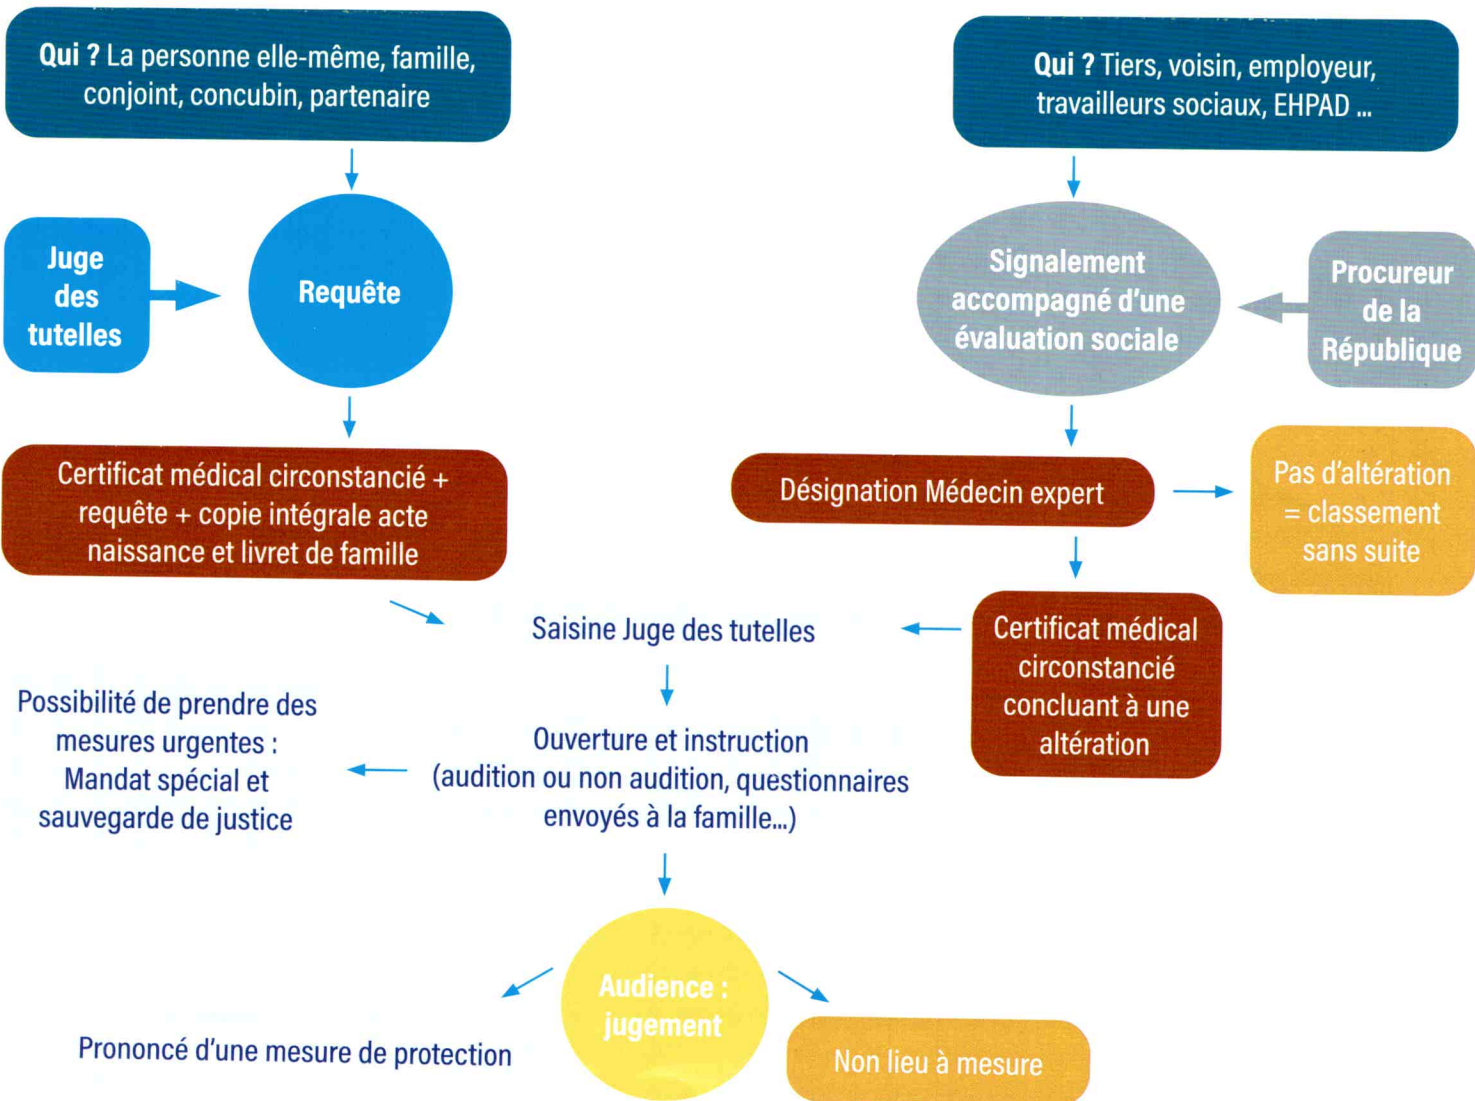 Qui ? La personne elle-même, famille,
conjoint, concubin, partenaire
Qui ? Tiers, voisin, employeur,
travailleurs sociaux, EHPAD ...
Juge
des
tutelles
Requête
Signalement
accompagné d'une
évaluation sociale
Procureur
de la
République
Certificat médical circonstancié +
requête + copie intégrale acte
naissance et livret de famille
Désignation Médecin expert
Pas d'altération
= classement
sans suite
Saisine Juge des tutelles
Certificat médical
circonstancié
concluant à une
altération
Possibilité de prendre des
mesures urgentes :
Mandat spécial et
sauvegarde de justice
Ouverture et instruction
(audition ou non audition, questionnaires
envoyés à la famille...)
Audience :
jugement
Prononcé d'une mesure de protection
Non lieu à mesure